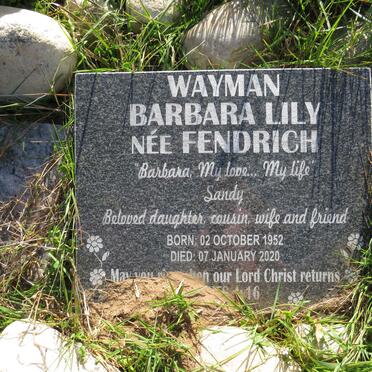 WAYMAN
BARBARA LILY
NÉE FENDRICH
"Barbara, My love... My life"
Sandy
Beloved daughter, cousin, wife and friend
BORN: 02 OCTOBER 1952
DIED: 07 JANUARY 2020
May our Lord Christ returns
16